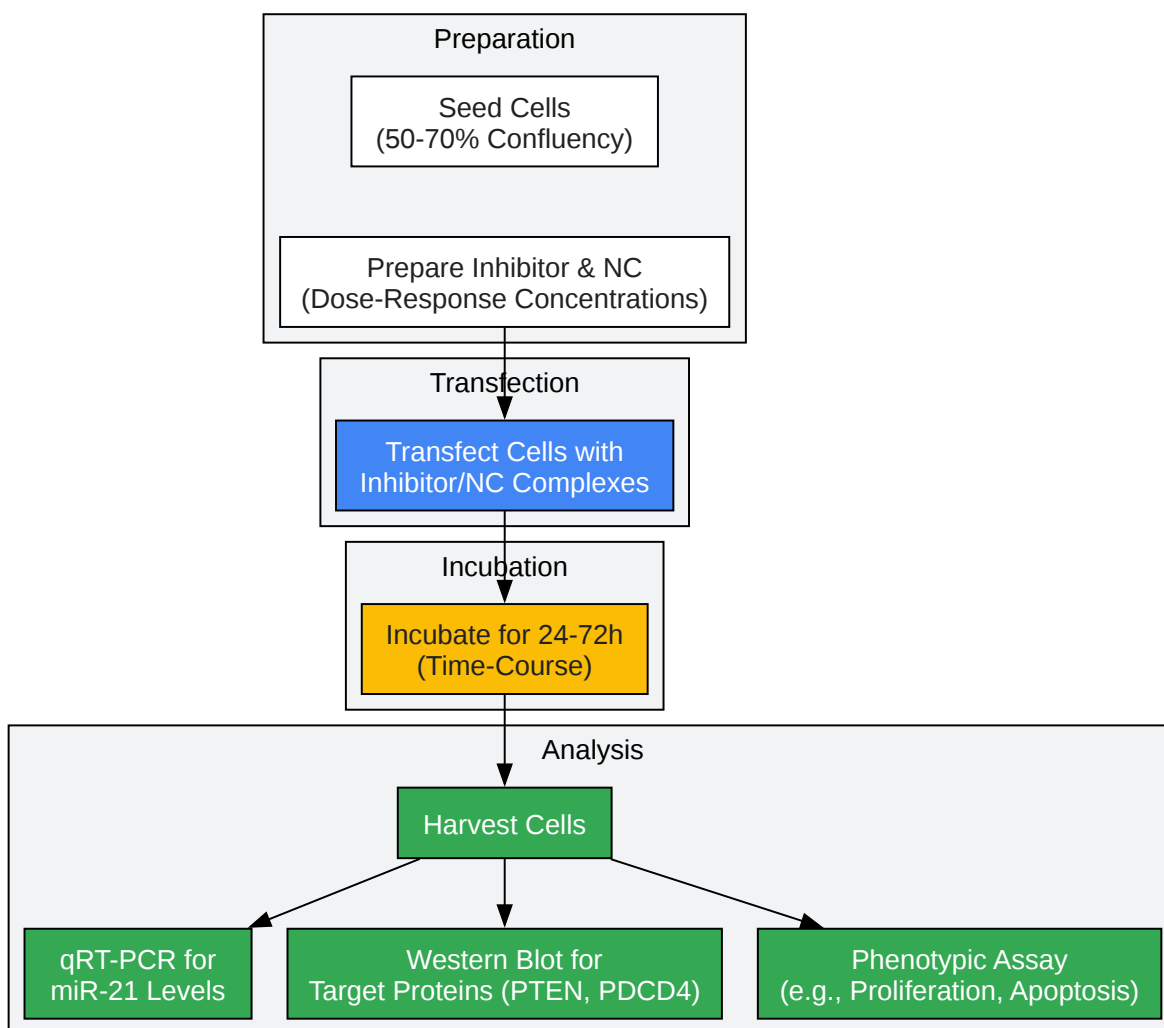 Preparation
Seed Cells
(50-70% Confluency)
Prepare Inhibitor & NC
(Dose-Response Concentrations)
Transfection
Transfect Cells with
Inhibitor/NC Complexes
Incubation
Incubate for 24-72h
(Time-Course)
Analysis
Harvest Cells
qRT-PCR for
miR-21 Levels
Western Blot for
Target Proteins (PTEN, PDCD4)
Phenotypic Assay
(e.g., Proliferation, Apoptosis)